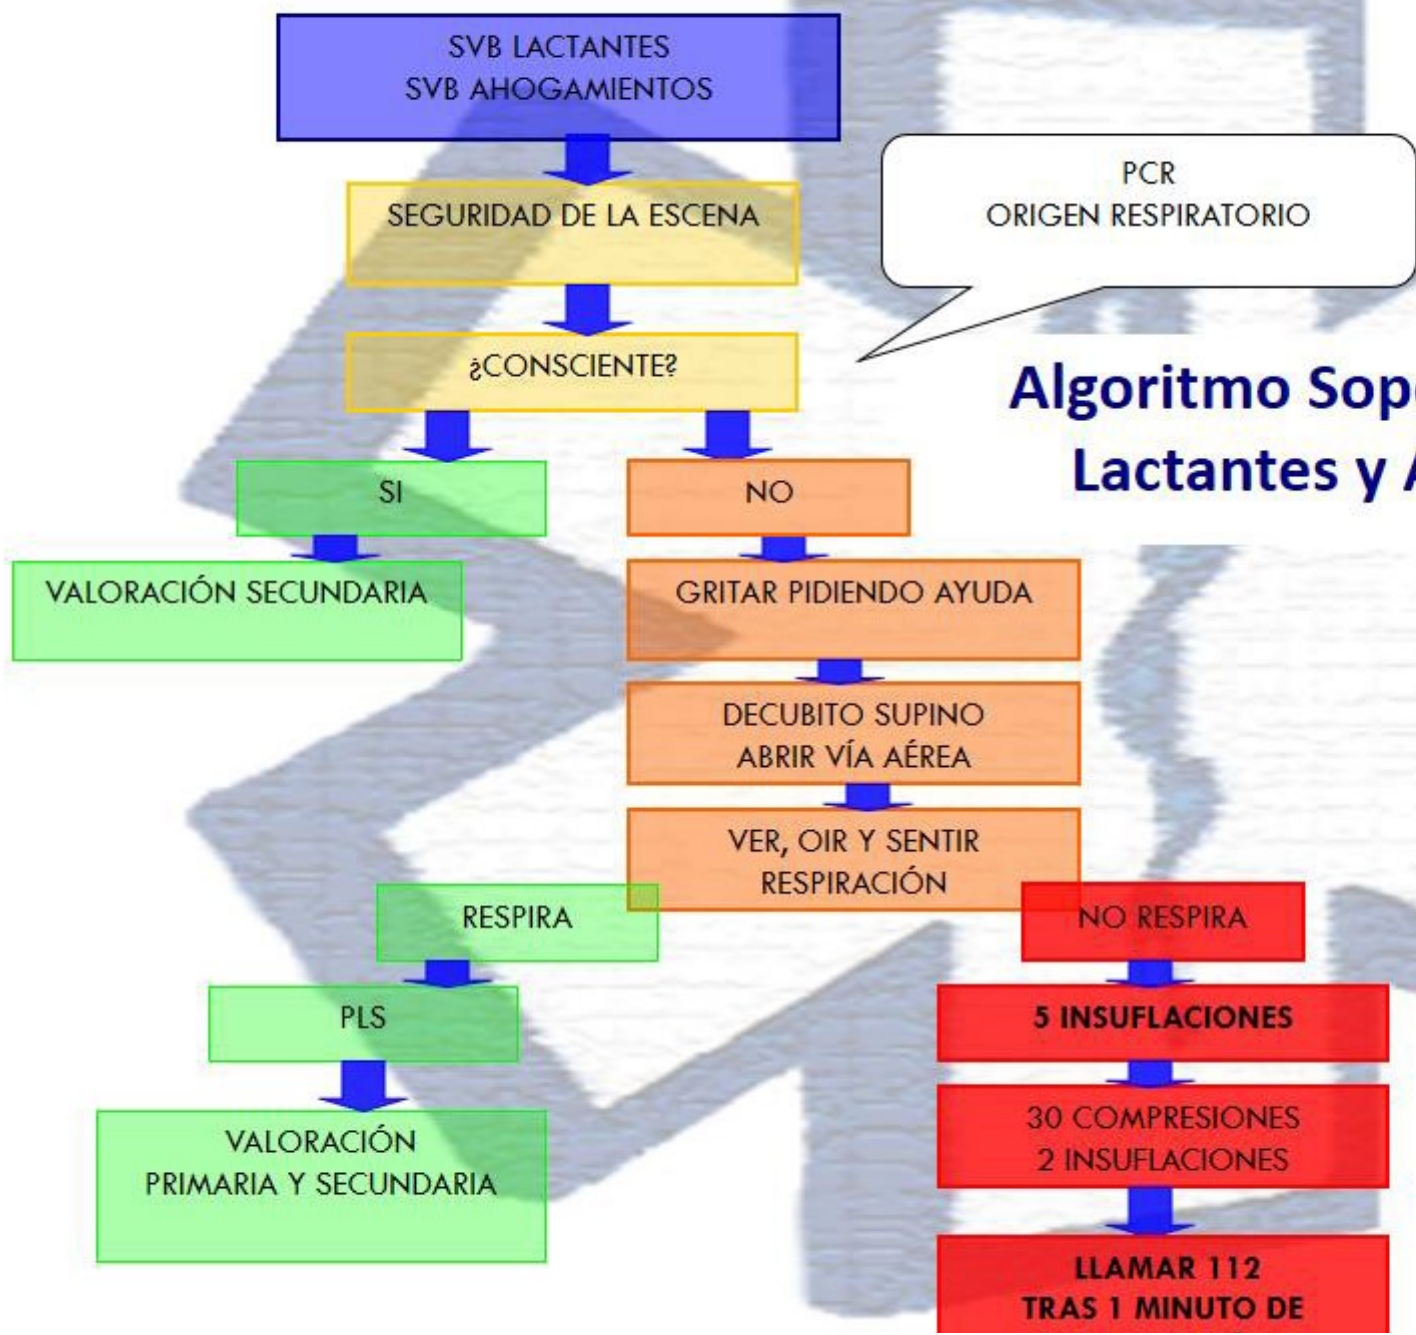 SVB LACTANTES
SVB AHOGAMIENTOS
SEGURIDAD DE LA ESCENA
PCR
ORIGEN RESPIRATORIO
¿CONSCIENTE?
Algoritmo
Lactantes y
SI
NO
VALORACIÓN SECUNDARIA
GRITAR PIDIENDO AYUDA
DECUBITO SUPINO
ABRIR VÍA AÉREA
VER, OIR Y SENTIR
RESPIRACIÓN
RESPIRA
NO RESPIRA
PLS
5 INSUFLACIONES
VALORACIÓN
PRIMARIA Y SECUNDARIA
30 COMPRESIONES
2 INSUFLACIONES
LLAMAR 112
TRAS 1 MINUTO DE